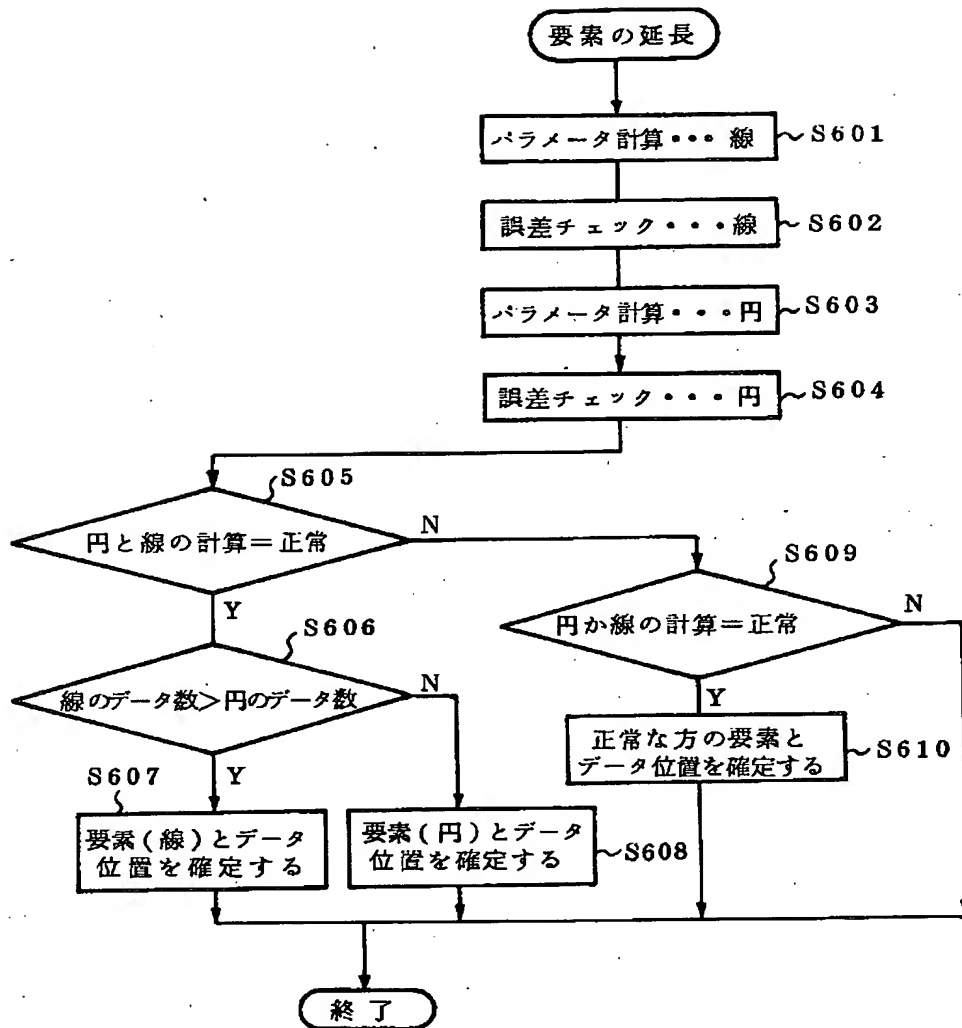 要素の延長
パラメータ計算・・・線
S601
誤差チェック・・・線
S602
パラメータ計算・・・円
S603
誤差チェック・・・円
S604
S605
円と線の計算＝正常
N
Y
S609
円か線の計算＝正常
N
Y
S606
線のデータ数＞円のデータ数
N
Y
正常な方の要素と
データ位置を確定する
S610
S607
要素(線)とデータ
位置を確定する
要素(円)とデータ
位置を確定する
S608
終了